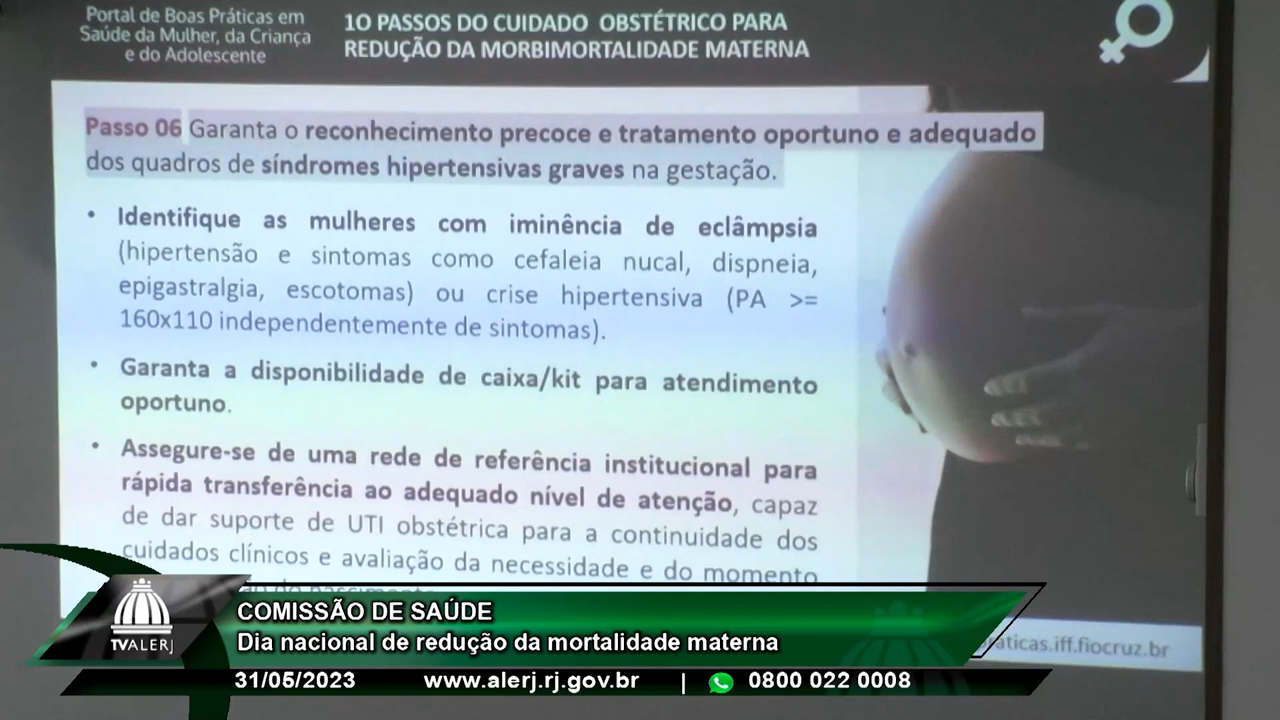 Portal de Boas Práticas em
Saúde da Mulher, da Criança
e do Adolescente
10 PASSOS DO CUIDADO OBSTÉTRICO PARA
REDUÇÃO DA MORBIMORTALIDADE MATERNA
Passo 06 Garanta o reconhecimento precoce e tratamento oportuno e adequado
dos quadros de síndromes hipertensivas graves na gestação.
• Identifique as mulheres com iminência de eclâmpsia
(hipertensão e sintomas como cefaleia nucal, dispneia,
epigastralgia, escotomas) ou crise hipertensiva (PA >=
160x110 independentemente de sintomas).
• Garanta a disponibilidade de caixa/kit para atendimento
oportuno.
• Assegure-se de uma rede de referência institucional para
rápida transferência ao adequado nível de atenção, capaz
de dar suporte de UTI obstétrica para a continuidade dos
cuidados clínicos e avaliação da necessidade e do momento
aticas.iff.fiocruz.br
TVALERJ
COMISSÃO DE SAÚDE
Dia nacional de redução da mortalidade materna
31/05/2023 www.alerj.rj.gov.br | 0800 022 0008